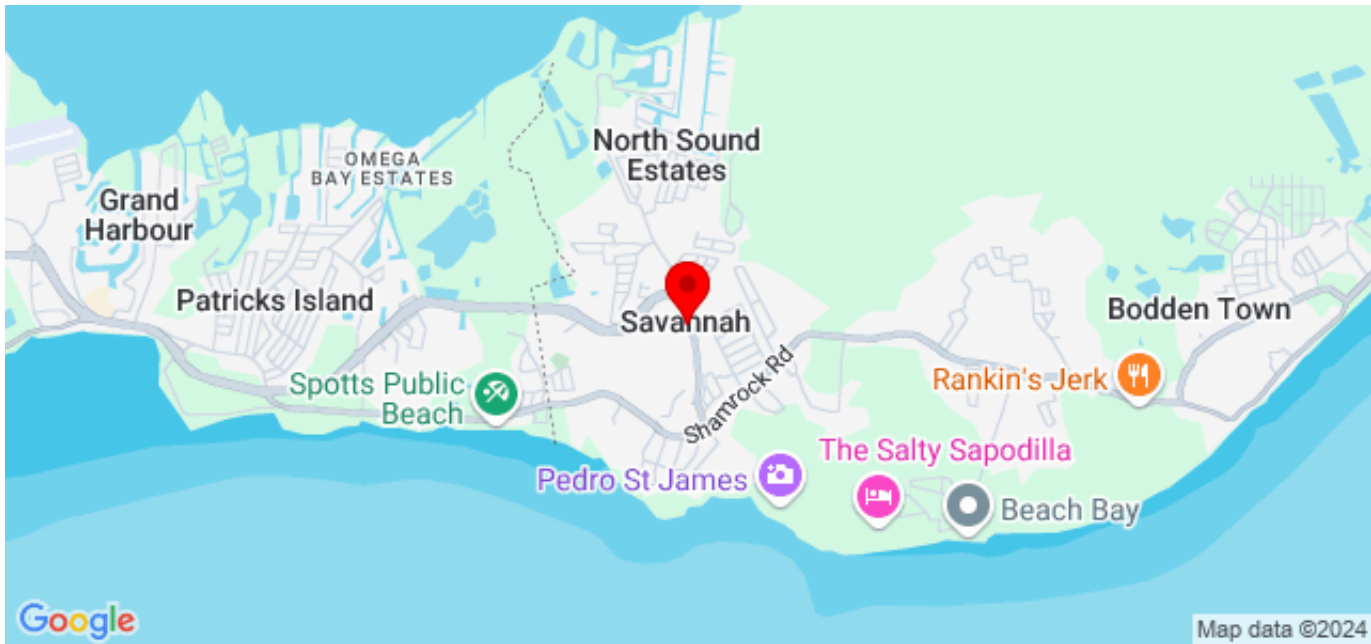 North Sound
Estates
OMEGA
BAY ESTATES
Grand
Harbour
Patricks Island
Savannah
Bodden Town
Spotts Public
Beach
Shamrock Rd
Rankin's Jerk
The Salty Sapodilla
Pedro St James
Beach Bay
Google
Map data ©2024